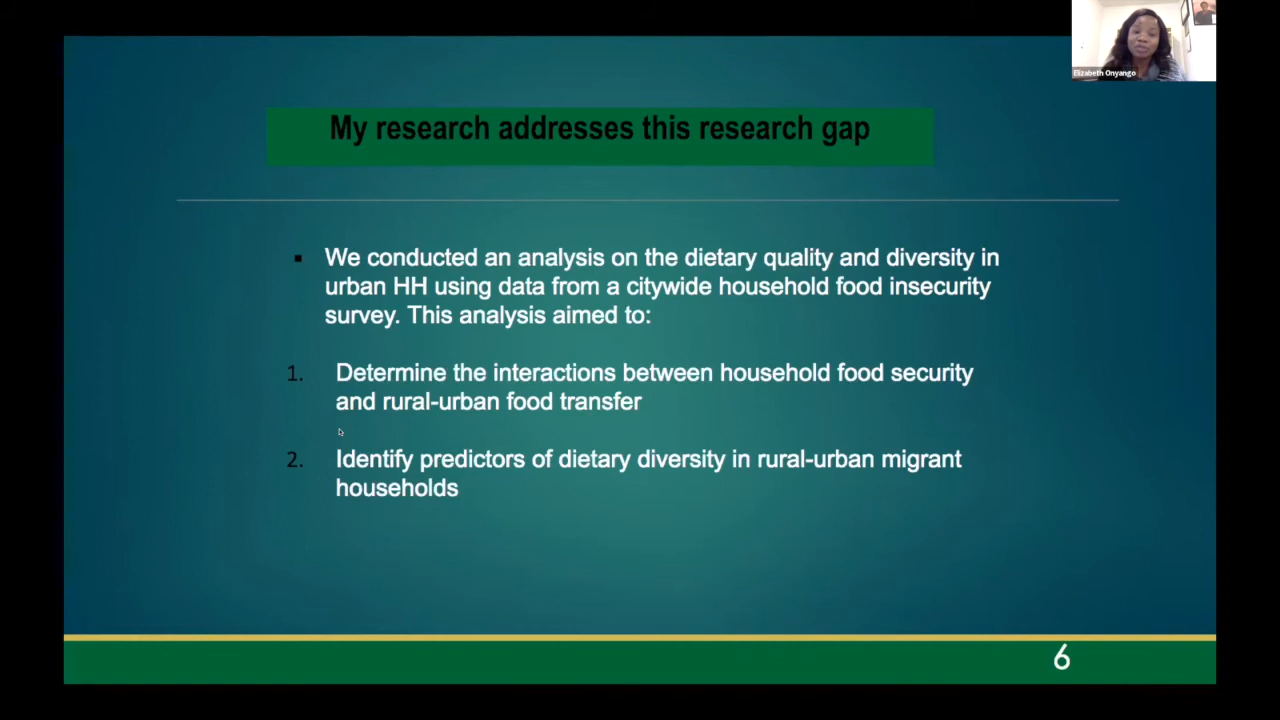 Elizabeth Onyango
My research addresses this research gap
▪ We conducted an analysis on the dietary quality and diversity in
urban HH using data from a citywide household food insecurity
survey. This analysis aimed to:
1. Determine the interactions between household food security
and rural-urban food transfer
2. Identify predictors of dietary diversity in rural-urban migrant
households
6